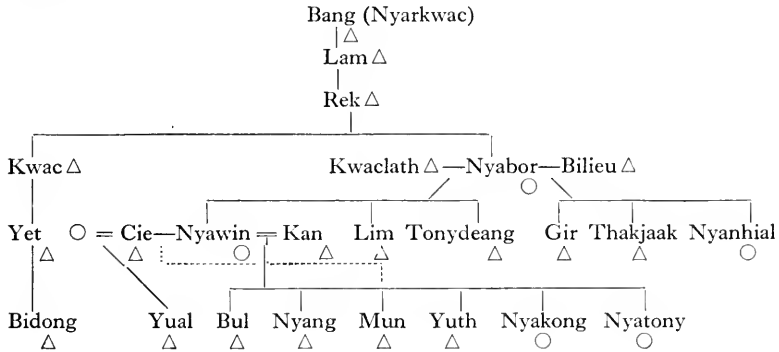 Bang (Nyarkwac)
Lam
Rek
Kwac Kwaclath Nyabor Bilieu
Yet Cie Nyawin Kan Lim Tonydeang Gir Thakjaak Nyanhial
Bidong Yual Bul Nyang Mun Yuth Nyakong Nyatony